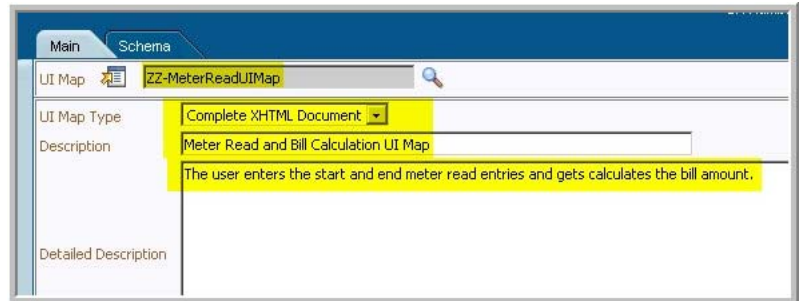 Main Schema
UI Map ZZ-MeterReadUIMap
UI Map Type Complete XHTML Document
Description Meter Read and Bill Calculation UI Map
The user enters the start and end meter read entries and gets calculates the bill amount.
Detailed Description